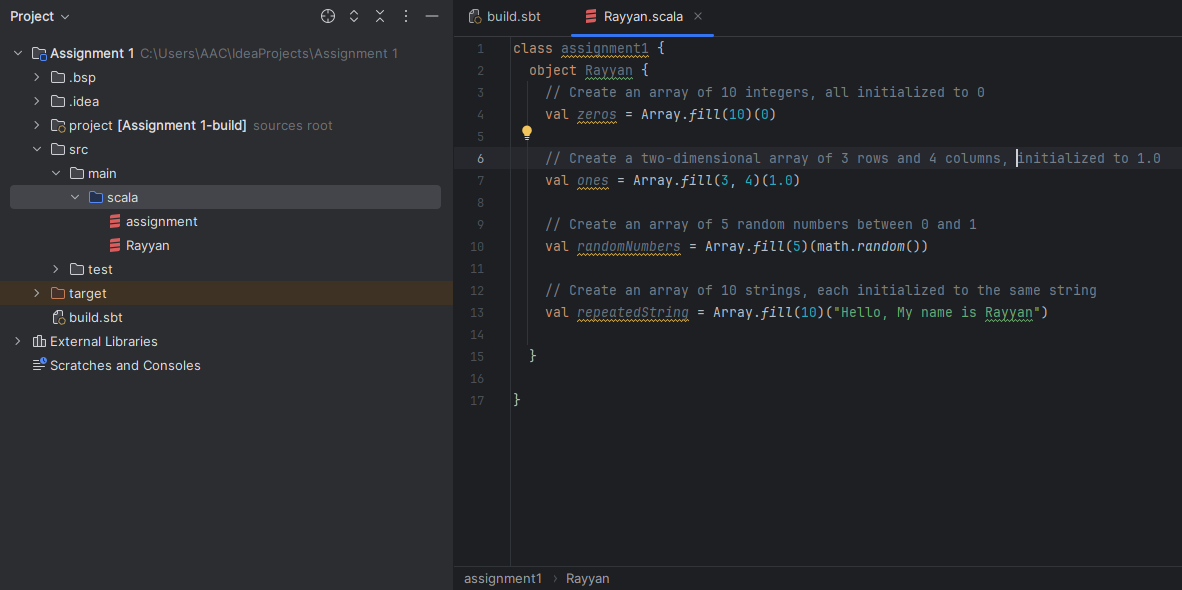 Project
Assignment 1 C:\Users\AAC\IdeaProjects\Assignment 1
.bsp
.idea
project [Assignment 1-build] sources root
src
main
scala
assignment
Rayyan
test
target
build.sbt
External Libraries
Scratches and Consoles
build.sbt Rayyan.scala
1 class assignment1 {
2 object Rayyan {
3 // Create an array of 10 integers, all initialized to 0
4 val zeros = Array.fill(10)(0)
5
6 // Create a two-dimensional array of 3 rows and 4 columns, initialized to 1.0
7 val ones = Array.fill(3, 4)(1.0)
8
9 // Create an array of 5 random numbers between 0 and 1
10 val randomNumbers = Array.fill(5)(math.random())
11
12 // Create an array of 10 strings, each initialized to the same string
13 val repeatedString = Array.fill(10)("Hello, My name is Rayyan")
14
15 }
16
17 }
assignment1 › Rayyan